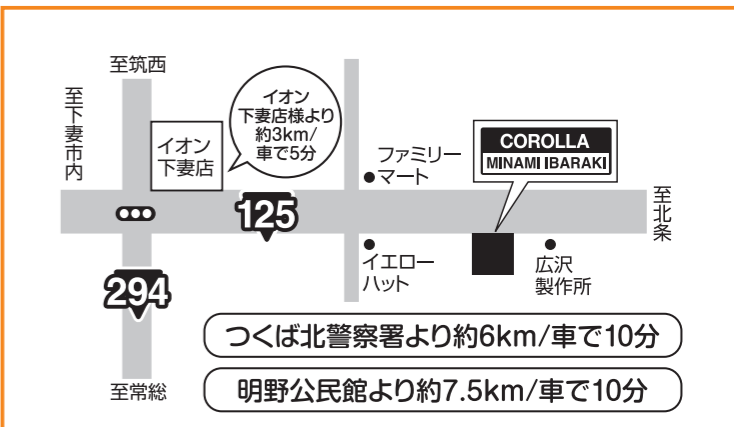 至筑西
至下妻市内
イオン
下妻店
イオン
下妻店様より
約3km/
車で5分
ファミリー
マート
COROLLA
MINAMI IBARAKI
至北条
125
294
イエロー
ハット
広沢
製作所
至常総
つくば北警察署より約6km/車で10分
明野公民館より約7.5km/車で10分